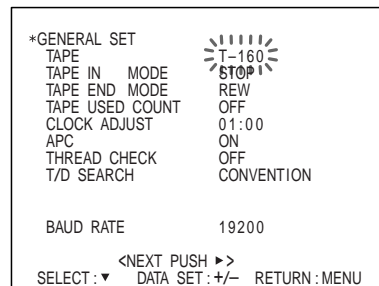 *GENERAL SET
TAPE T–160
TAPE IN MODE STOP
TAPE END MODE REW
TAPE USED COUNT OFF
CLOCK ADJUST 01:00
APC ON
THREAD CHECK OFF
T/D SEARCH CONVENTION
BAUD RATE 19200
<NEXT PUSH ►>
SELECT:▼ DATA SET:+/– RETURN:MENU